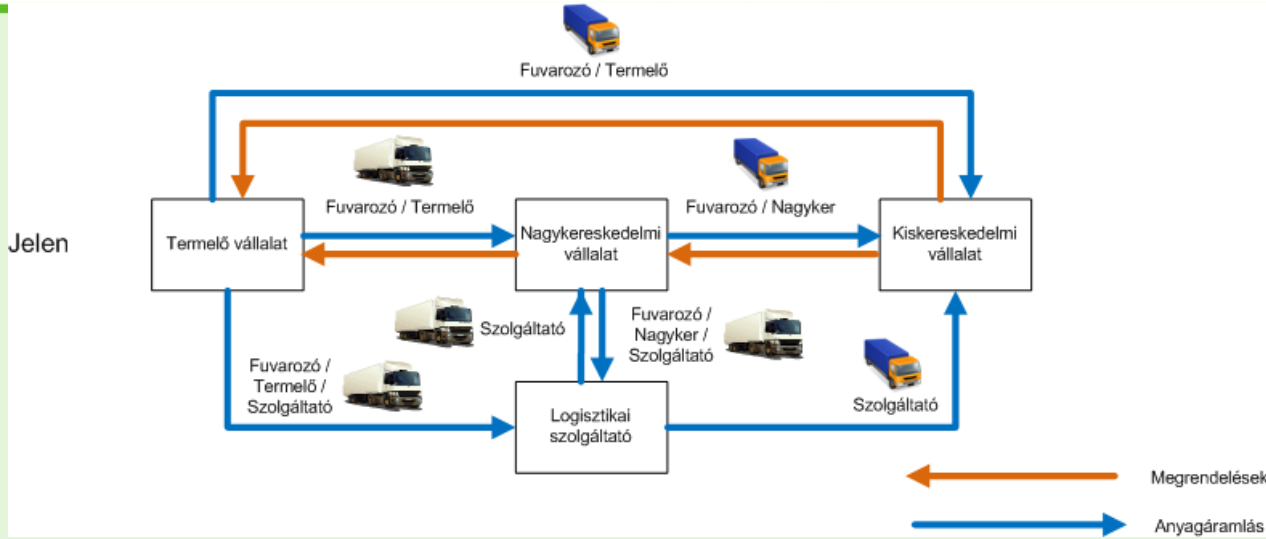 Fuvarozó / Termelő
Fuvarozó / Termelő
Fuvarozó / Nagyker
Jelen
Termelő vállalat
Nagykereskedelmi
vállalat
Kiskereskedelmi
vállalat
Szolgáltató
Fuvarozó /
Nagyker /
Szolgáltató
Fuvarozó /
Termelő /
Szolgáltató
Logisztikai
szolgáltató
Szolgáltató
Megrendelések
Anyagáramlás